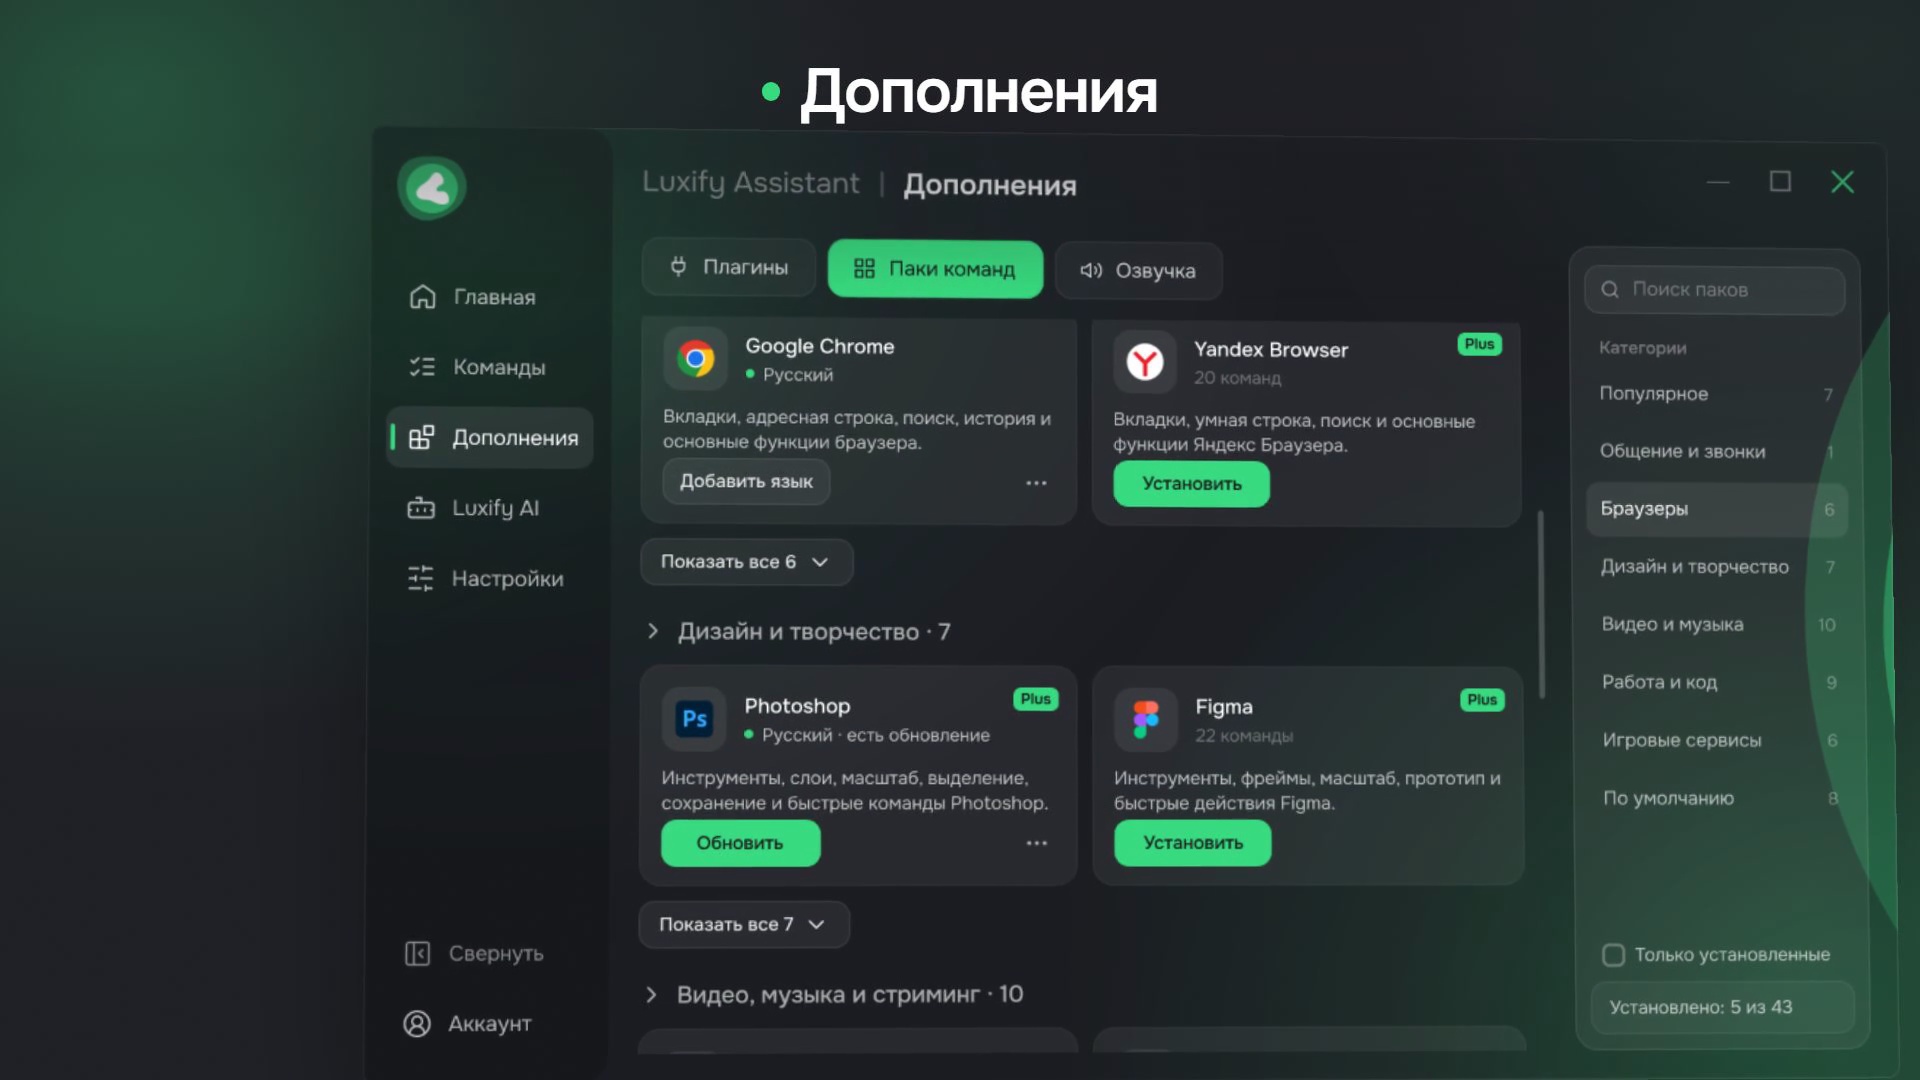 Дополнения
Luxify Assistant | Дополнения
Главная
Команды
Дополнения
Luxify AI
Настройки
Свернуть
Аккаунт
Плагины
Паки команд
Озвучка
Google Chrome
Русский
Вкладки, адресная строка, поиск, история и
основные функции браузера.
Добавить язык
Yandex Browser
Plus
20 команд
Вкладки, умная строка, поиск и основные
функции Яндекс Браузера.
Установить
Показать все 6
Дизайн и творчество · 7
Ps
Photoshop
Plus
Русский · есть обновление
Инструменты, слои, масштаб, выделение,
сохранение и быстрые команды Photoshop.
Обновить
Figma
Plus
22 команды
Инструменты, фреймы, масштаб, прототип и
быстрые действия Figma.
Установить
Показать все 7
Видео, музыка и стриминг · 10
Поиск паков
Категории
Популярное 7
Общение и звонки 1
Браузеры 6
Дизайн и творчество 7
Видео и музыка 10
Работа и код 9
Игровые сервисы 6
По умолчанию 8
Только установленные
Установлено: 5 из 43